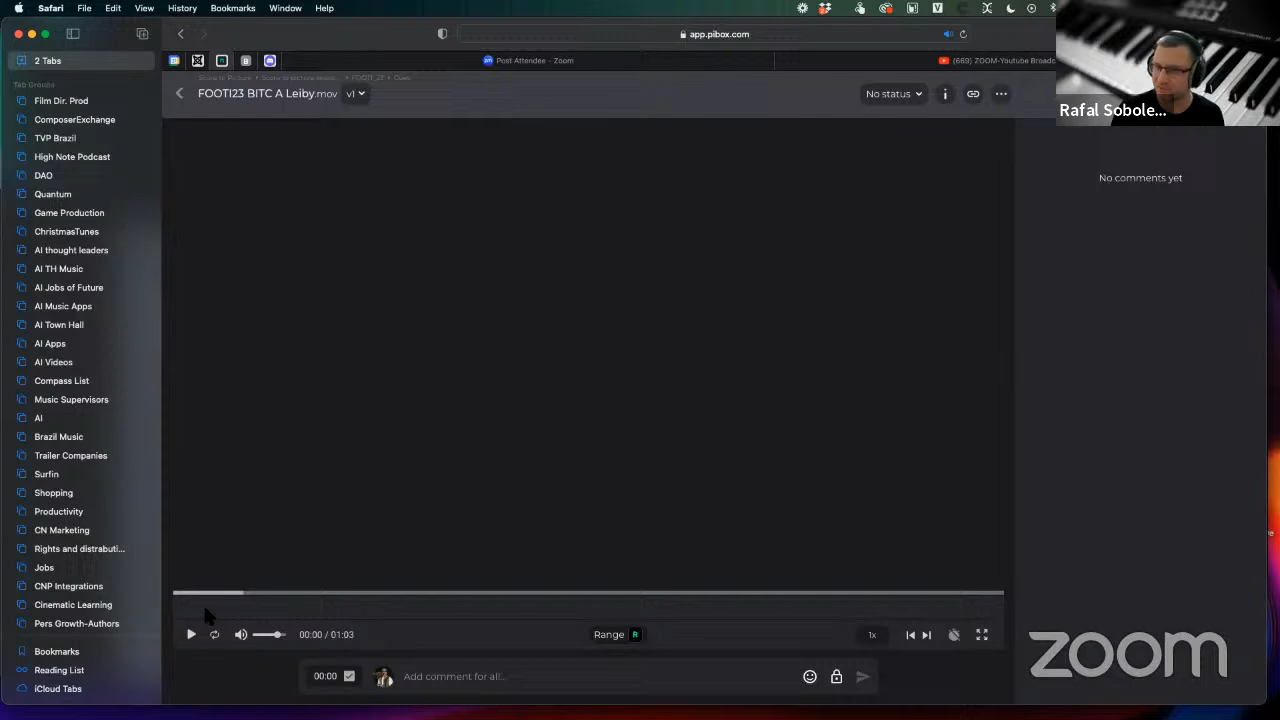 Safari File Edit View History Bookmarks Window Help
app.pibox.com
2 Tabs
Post-Attendee - Zoom
(669) ZOOM-Youtube Broadc
Tab Groups
Film Dir. Prod
ComposerExchange
TVP Brazil
High Note Podcast
DAO
Quantum
Game Production
ChristmasTunes
AI thought leaders
AI TH Music
AI Jobs of Future
AI Music Apps
AI Town Hall
AI Apps
AI Videos
Compass List
Music Supervisors
AI
Brazil Music
Trailer Companies
Surfin
Shopping
Productivity
CN Marketing
Rights and distributi...
Jobs
CNP Integrations
Cinematic Learning
Pers Growth-Authors
Bookmarks
Reading List
iCloud Tabs
FOOTI23 BITC A Leiby.mov v1
No status
Rafal Sobole...
No comments yet
00:00 / 01:03
Range R
1x
00:00
Add comment for all...
zoom